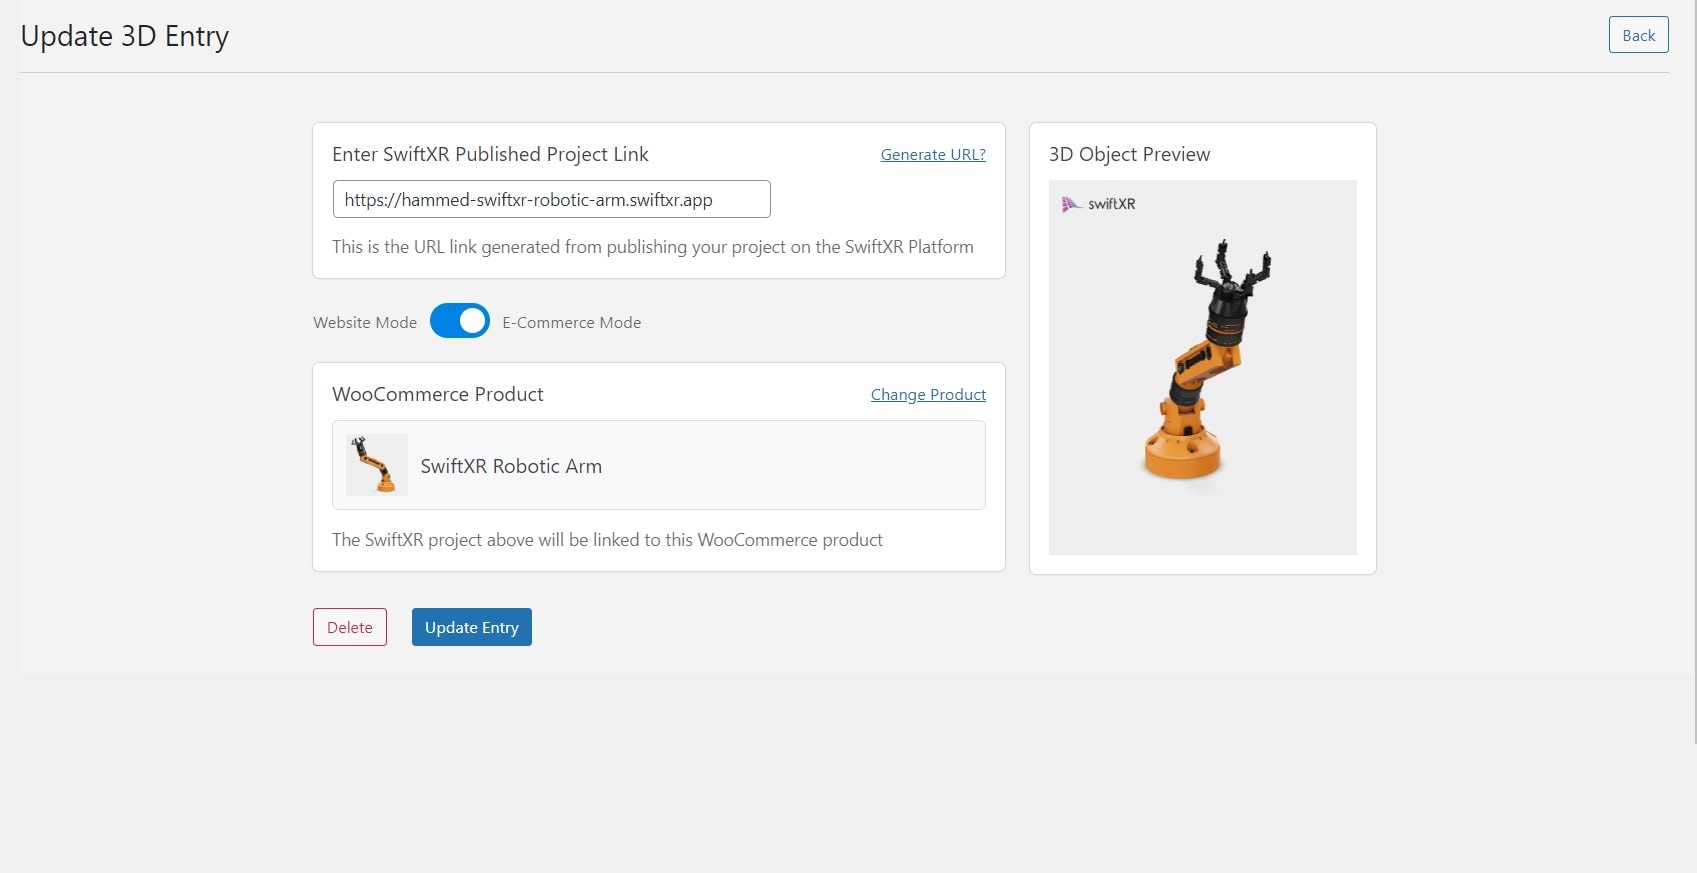 Update 3D Entry
Back
Enter SwiftXR Published Project Link
Generate URL?
https://hammed-swiftxr-robotic-arm.swiftxr.app
This is the URL link generated from publishing your project on the SwiftXR Platform
Website Mode
E-Commerce Mode
WooCommerce Product
Change Product
SwiftXR Robotic Arm
The SwiftXR project above will be linked to this WooCommerce product
Delete
Update Entry
3D Object Preview
swiftXR